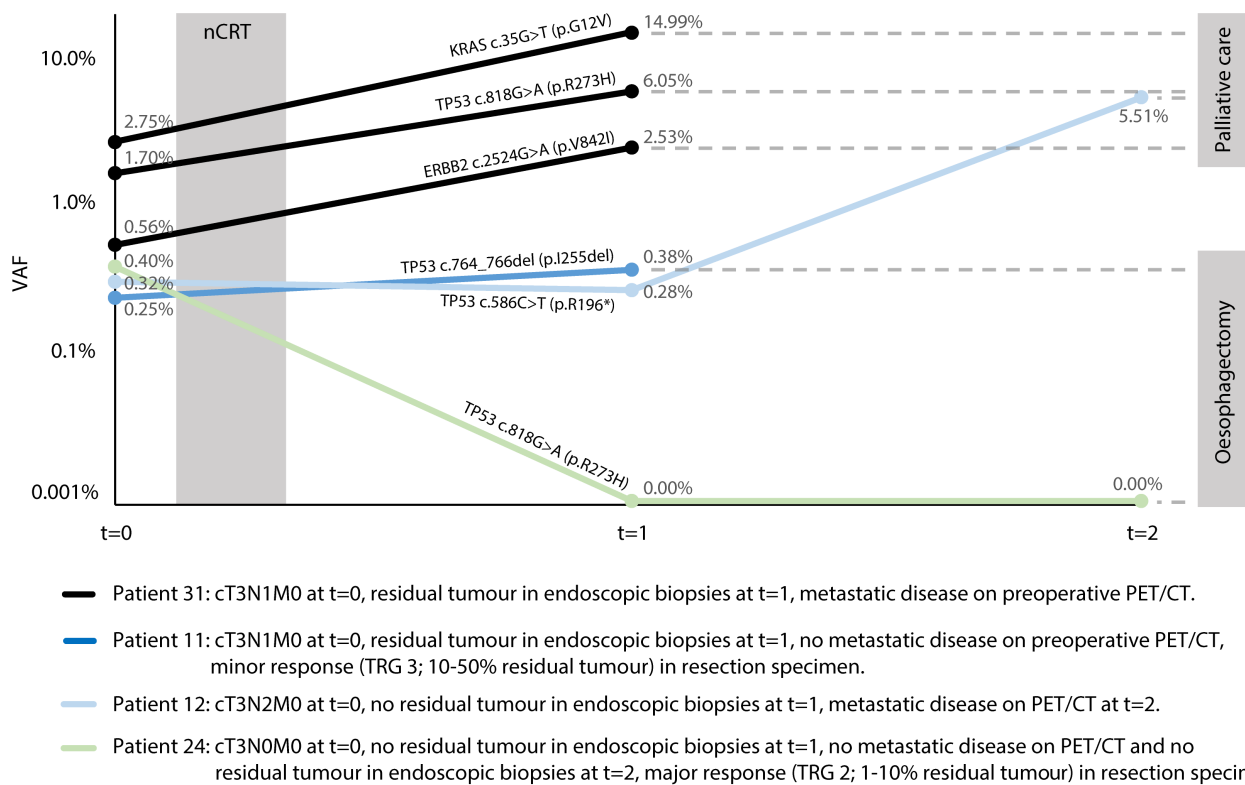 nCRT
10.0%
1.0%
0.1%
0.001%
VAF
2.75%
1.70%
0.56%
0.40%
0.32%
0.25%
KRAS c.35G>T (p.G12V)
14.99%
TP53 c.818G>A (p.R273H)
6.05%
ERBB2 c.2524G>A (p.V842I)
2.53%
TP53 c.764_766del (p.I255del)
0.38%
TP53 c.586C>T (p.R196*)
0.28%
5.51%
TP53 c.818G>A (p.R273H)
0.00%
0.00%
Palliative care
Oesophagectomy
t=0
t=1
t=2
Patient 31: cT3N1M0 at t=0, residual tumour in endoscopic biopsies at t=1, metastatic disease on preoperative PET/CT.
Patient 11: cT3N1M0 at t=0, residual tumour in endoscopic biopsies at t=1, no metastatic disease on preoperative PET/CT,
minor response (TRG 3; 10-50% residual tumour) in resection specimen.
Patient 12: cT3N2M0 at t=0, no residual tumour in endoscopic biopsies at t=1, metastatic disease on PET/CT at t=2.
Patient 24: cT3N0M0 at t=0, no residual tumour in endoscopic biopsies at t=1, no metastatic disease on PET/CT and no
residual tumour in endoscopic biopsies at t=2, major response (TRG 2; 1-10% residual tumour) in resection